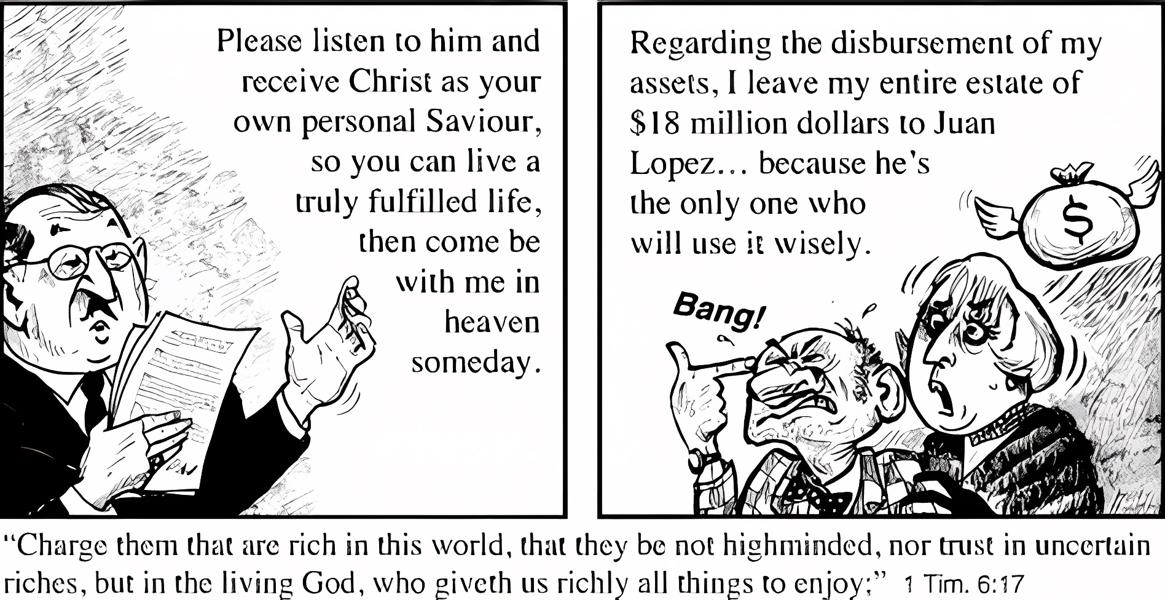 Please listen to him and
receive Christ as your
own personal Saviour,
so you can live a
truly fulfilled life,
then come be
with me in
heaven
someday.
Regarding the disbursement of my
assets, I leave my entire estate of
$18 million dollars to Juan
Lopez... because he's
the only one who
will use it wisely.
$
Bang!
“Charge them that are rich in this world, that they be not highminded, nor trust in uncertain
riches, but in the living God, who giveth us richly all things to enjoy;” 1 Tim. 6:17